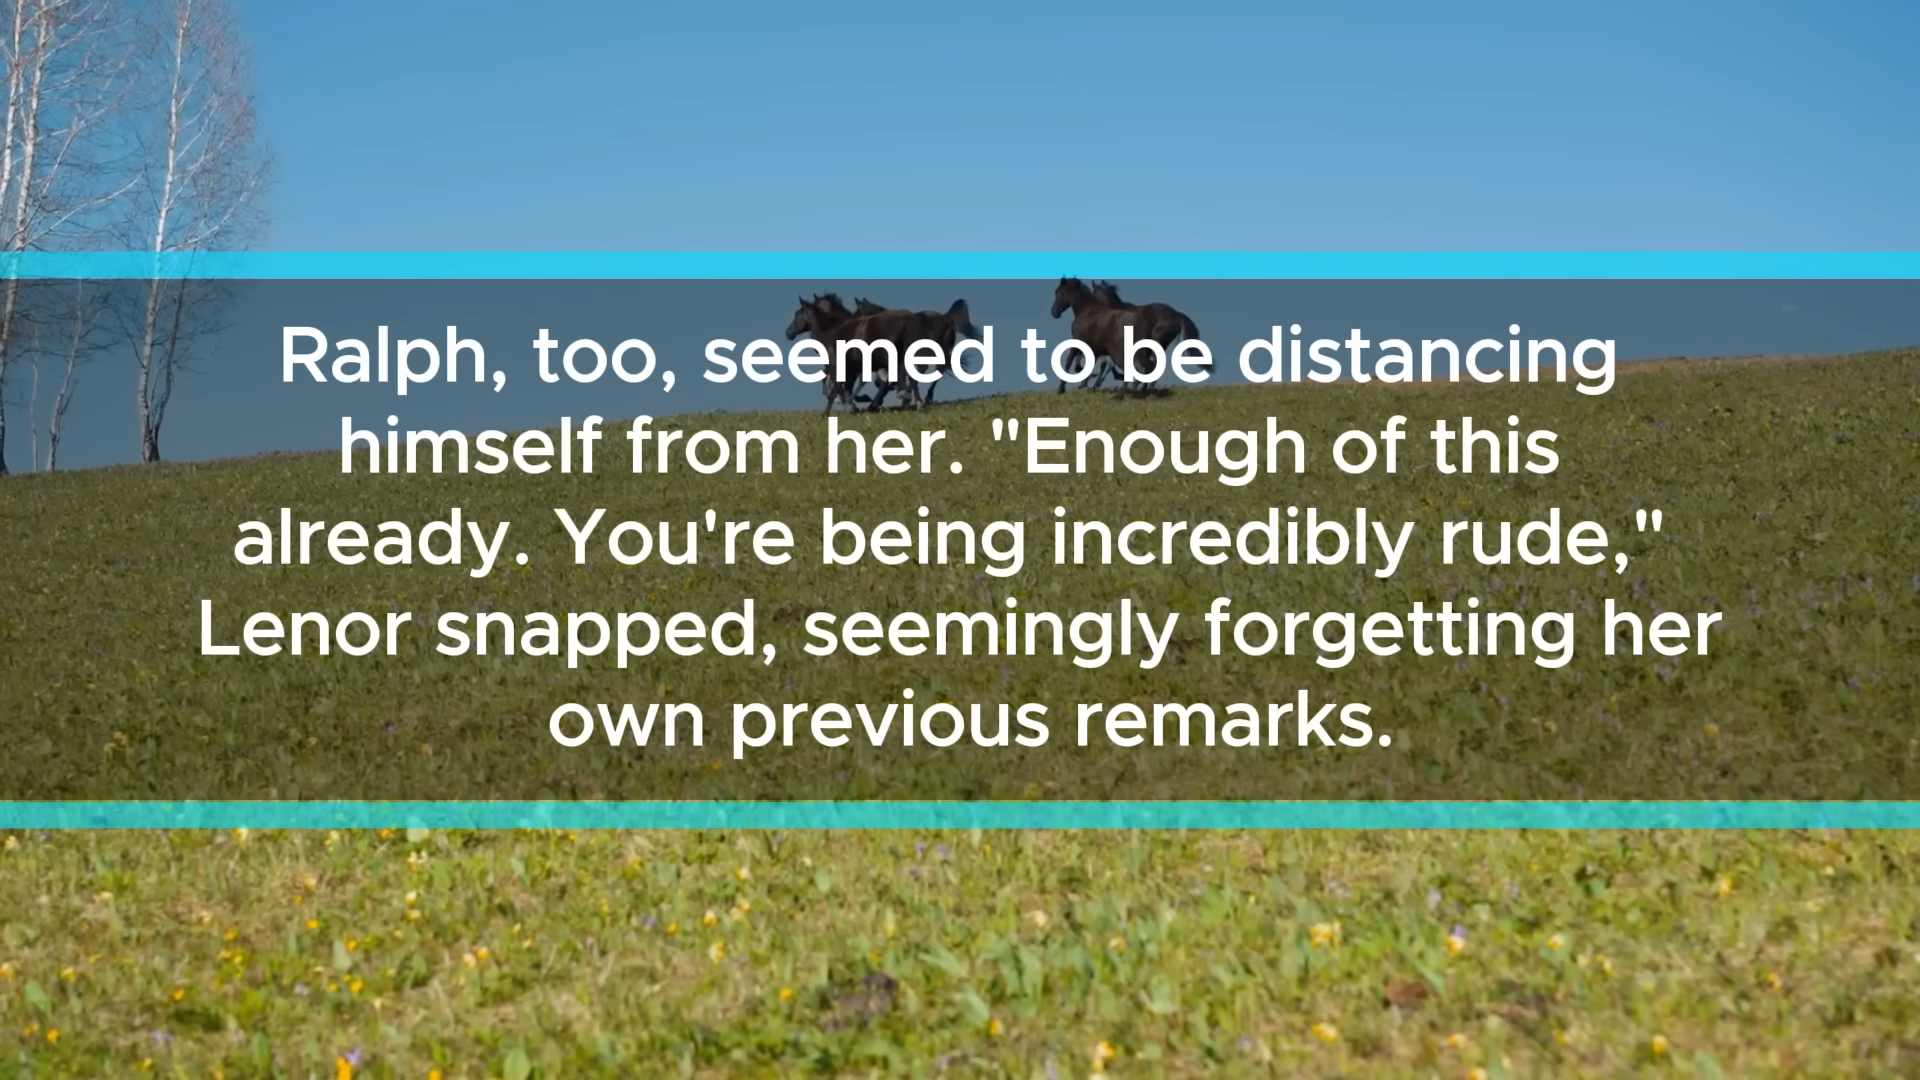 Ralph, too, seemed to be distancing
himself from her. "Enough of this
already. You're being incredibly rude,"
Lenor snapped, seemingly forgetting her
own previous remarks.